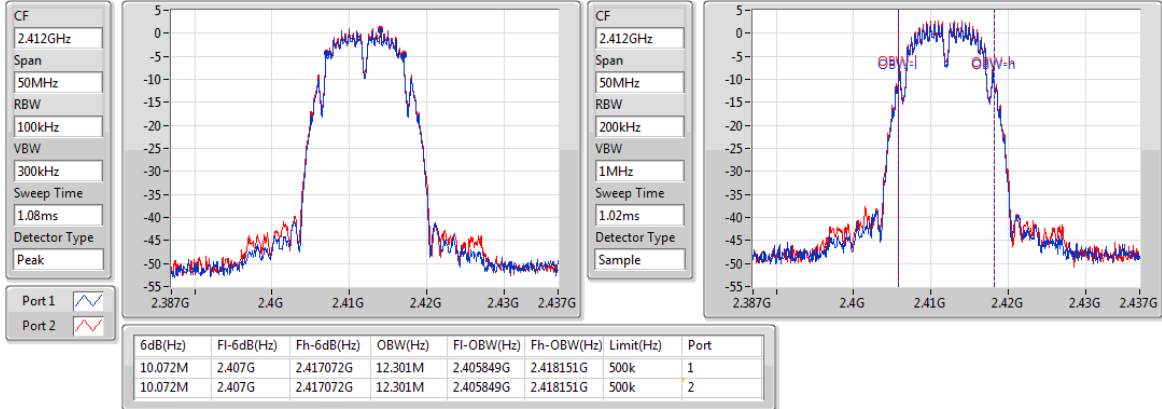 CF
2.412GHz
Span
50MHz
RBW
100kHz
VBW
300kHz
Sweep Time
1.08ms
Detector Type
Peak
Port 1
Port 2
5
0
-5
-10
-15
-20
-25
-30
-35
-40
-45
-50
-55
2.387G 2.4G 2.41G 2.42G 2.43G 2.437G
CF
2.412GHz
Span
50MHz
RBW
200kHz
VBW
1MHz
Sweep Time
1.02ms
Detector Type
Sample
5
0
-5
-10
-15
-20
-25
-30
-35
-40
-45
-50
-55
OBW-l OBW-h
2.387G 2.4G 2.41G 2.42G 2.43G 2.437G
6dB(Hz) Fl-6dB(Hz) Fh-6dB(Hz) OBW(Hz) Fl-OBW(Hz) Fh-OBW(Hz) Limit(Hz) Port
10.072M 2.407G 2.417072G 12.301M 2.405849G 2.418151G 500k 1
10.072M 2.407G 2.417072G 12.301M 2.405849G 2.418151G 500k 2